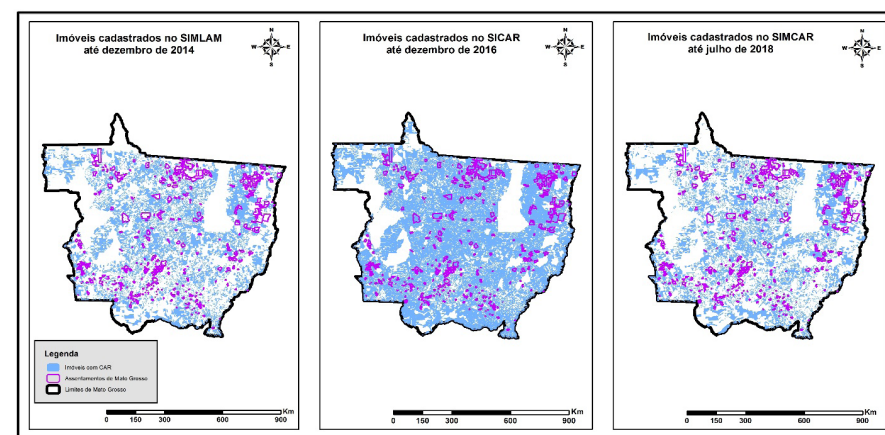 Imóveis cadastrados no SIMLAM
até dezembro de 2014
N
W E
S
Legenda
Imóveis com CAR
Assentamentos de Mato Grosso
Limites de Mato Grosso
Km
0 150 300 600 900
Imóveis cadastrados no SICAR
até dezembro de 2016
N
W E
S
Km
0 150 300 600 900
Imóveis cadastrados no SIMCAR
até julho de 2018
N
W E
S
Km
0 150 300 600 900